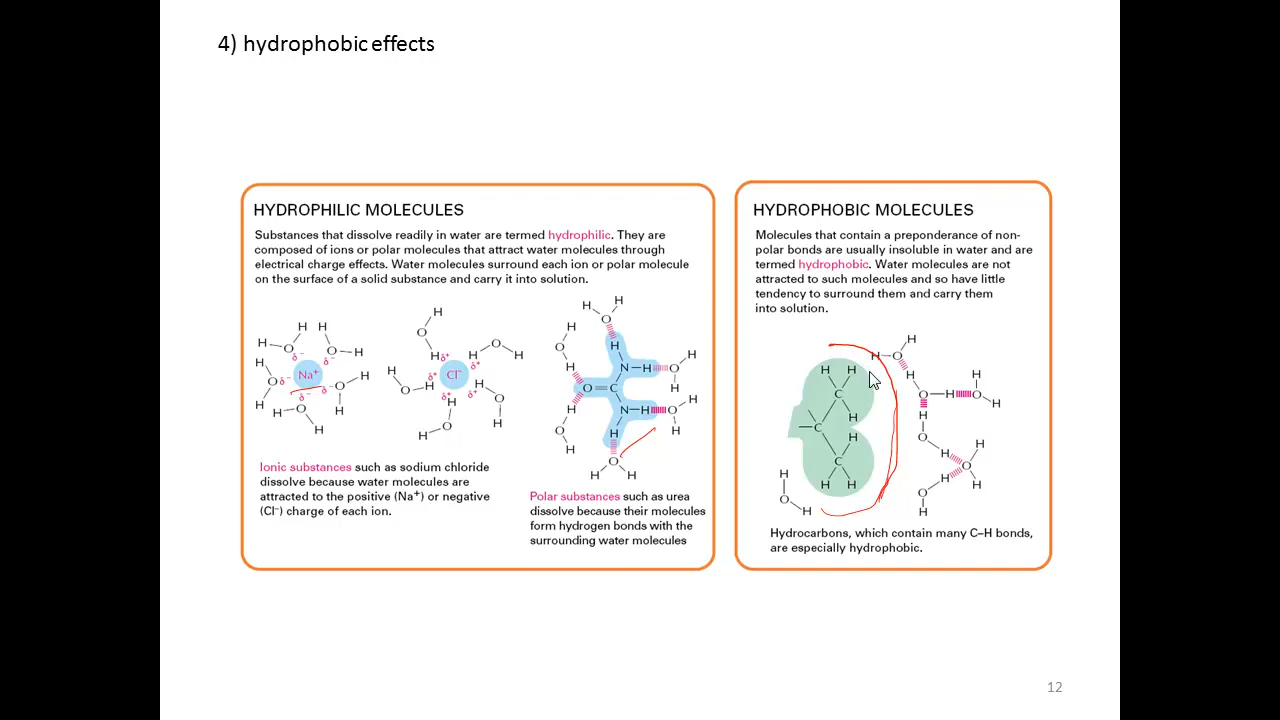 4) hydrophobic effects
HYDROPHILIC MOLECULES
Substances that dissolve readily in water are termed hydrophilic. They are
composed of ions or polar molecules that attract water molecules through
electrical charge effects. Water molecules surround each ion or polar molecule
on the surface of a solid substance and carry it into solution.
Na⁺
Cl⁻
Ionic substances such as sodium chloride
dissolve because water molecules are
attracted to the positive (Na⁺) or negative
(Cl⁻) charge of each ion.
Polar substances such as urea
dissolve because their molecules
form hydrogen bonds with the
surrounding water molecules
HYDROPHOBIC MOLECULES
Molecules that contain a preponderance of non-
polar bonds are usually insoluble in water and are
termed hydrophobic. Water molecules are not
attracted to such molecules and so have little
tendency to surround them and carry them
into solution.
Hydrocarbons, which contain many C–H bonds,
are especially hydrophobic.
12